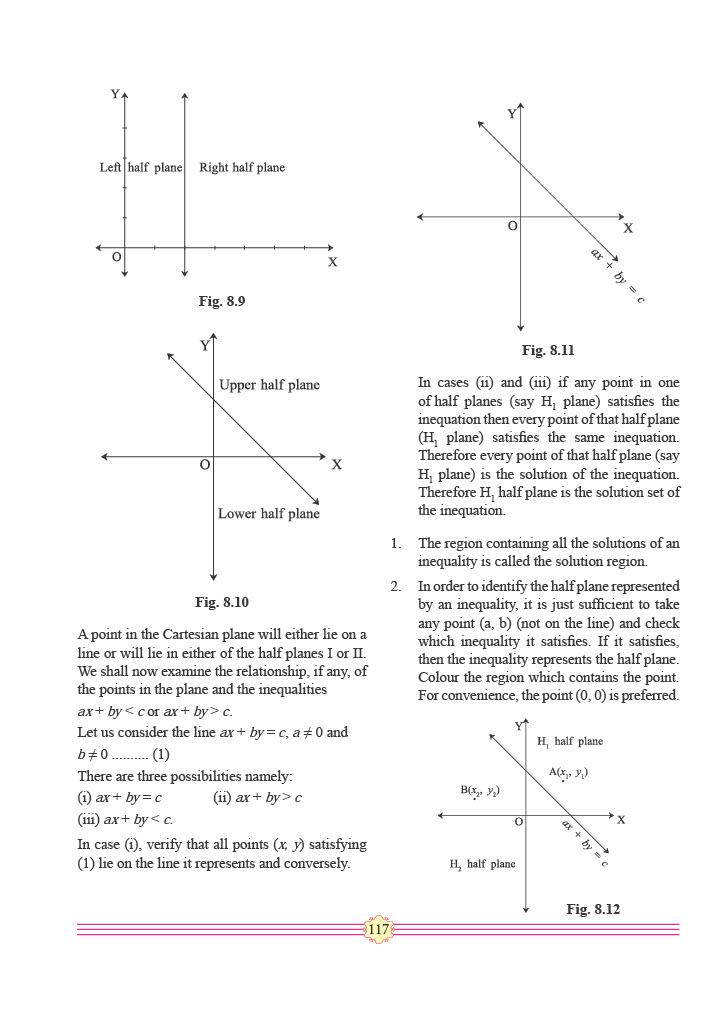 Y
Left half plane
Right half plane
O
X
Fig. 8.9
Y
Upper half plane
O
X
Lower half plane
Fig. 8.10
A point in the Cartesian plane will either lie on a
line or will lie in either of the half planes I or II.
We shall now examine the relationship, if any, of
the points in the plane and the inequalities
ax + by < c or ax + by > c.
Let us consider the line ax + by = c, a ≠ 0 and
b ≠ 0 .......... (1)
There are three possibilities namely:
(i) ax + by = c (ii) ax + by > c
(iii) ax + by < c.
In case (i), verify that all points (x, y) satisfying
(1) lie on the line it represents and conversely.
Y
O
X
ax + by = c
Fig. 8.11
In cases (ii) and (iii) if any point in one
of half planes (say H₁ plane) satisfies the
inequation then every point of that half plane
(H₁ plane) satisfies the same inequation.
Therefore every point of that half plane (say
H₁ plane) is the solution of the inequation.
Therefore H₁ half plane is the solution set of
the inequation.
1. The region containing all the solutions of an
inequality is called the solution region.
2. In order to identify the half plane represented
by an inequality, it is just sufficient to take
any point (a, b) (not on the line) and check
which inequality it satisfies. If it satisfies,
then the inequality represents the half plane.
Colour the region which contains the point.
For convenience, the point (0, 0) is preferred.
Y
H₁ half plane
A(x₁, y₁)
B(x₂, y₂)
O
X
ax + by = c
H₂ half plane
Fig. 8.12
117